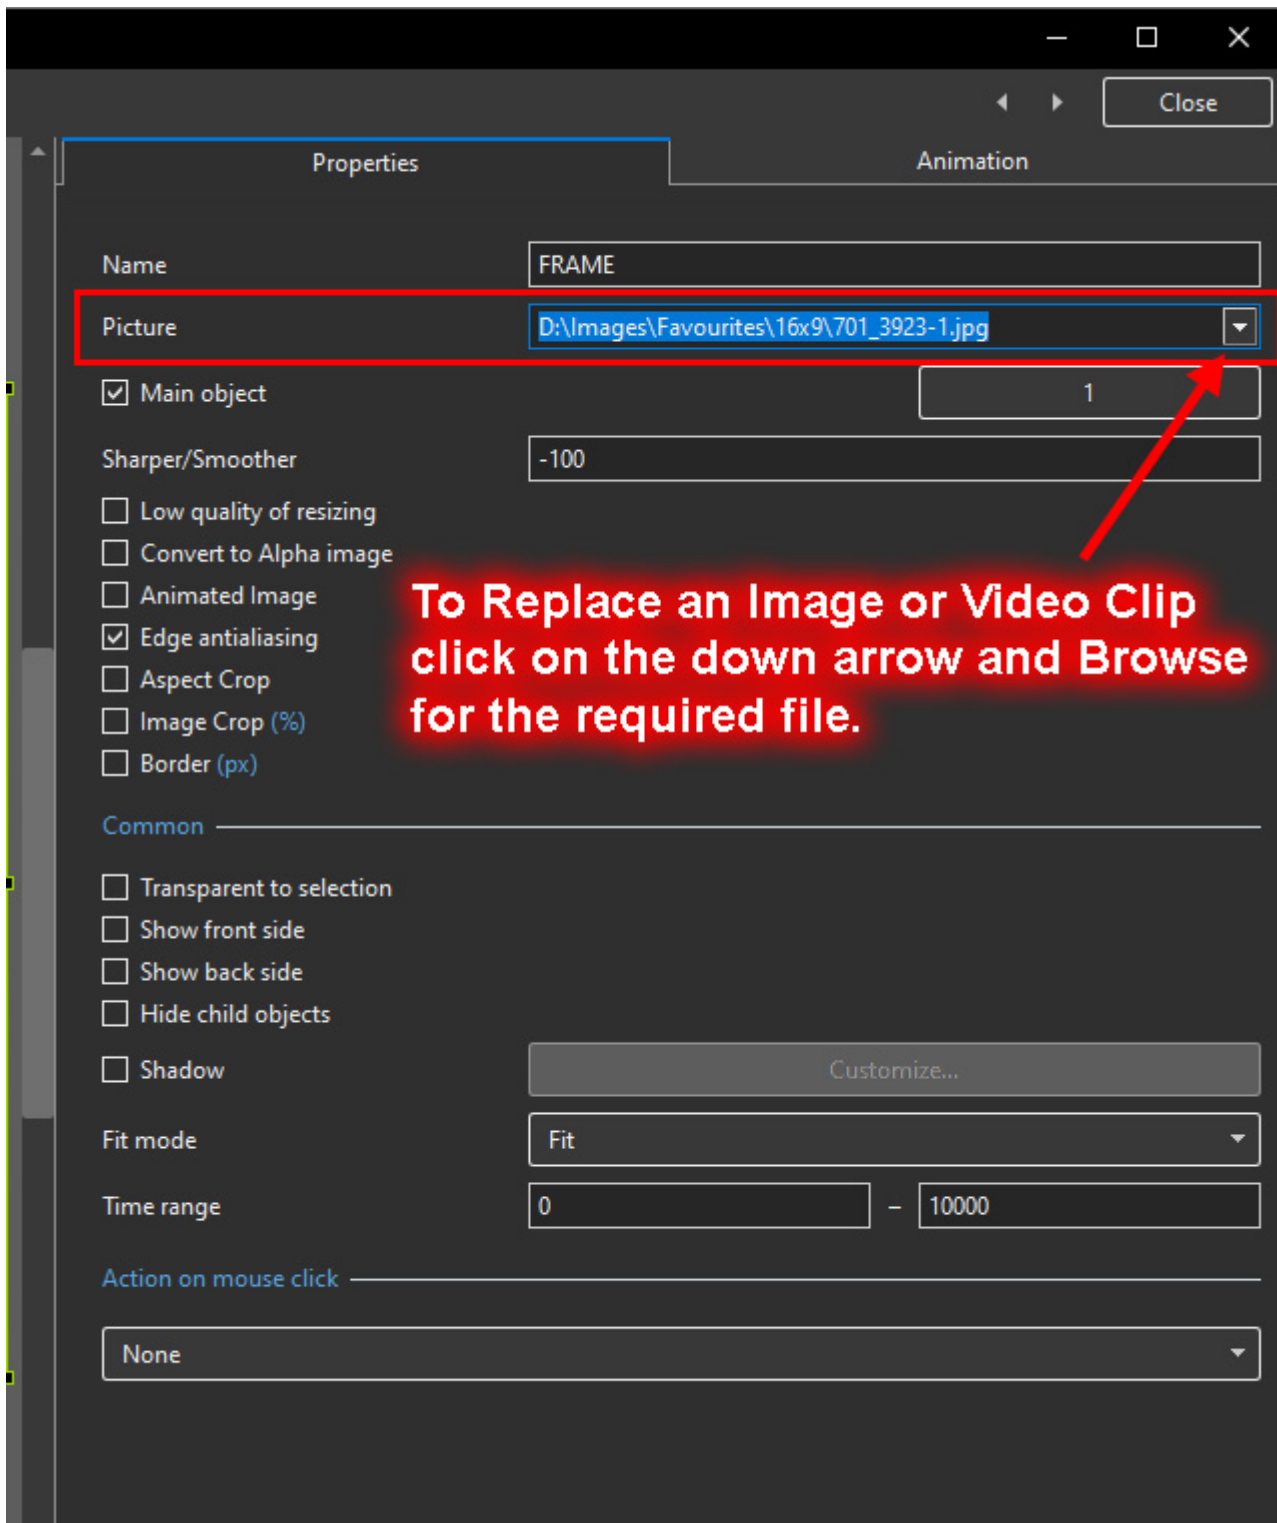 Close
Properties
Animation
Name
FRAME
Picture
D:\Images\Favourites\16x9\701_3923-1.jpg
Main object
1
Sharper/Smoother
-100
Low quality of resizing
Convert to Alpha image
Animated Image
Edge antialiasing
Aspect Crop
Image Crop (%)
Border (px)
To Replace an Image or Video Clip
click on the down arrow and Browse
for the required file.
Common
Transparent to selection
Show front side
Show back side
Hide child objects
Shadow
Customize...
Fit mode
Fit
Time range
0
–
10000
Action on mouse click
None